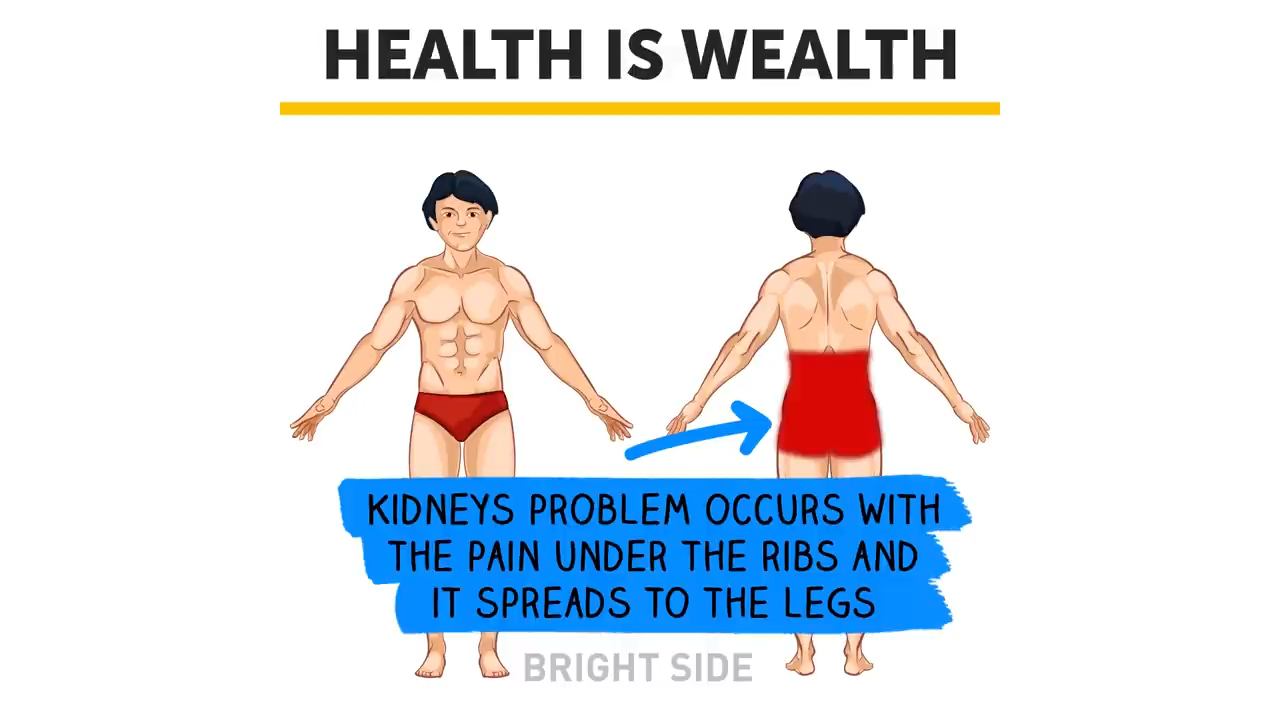 HEALTH IS WEALTH
KIDNEYS PROBLEM OCCURS WITH
THE PAIN UNDER THE RIBS AND
IT SPREADS TO THE LEGS
BRIGHT SIDE